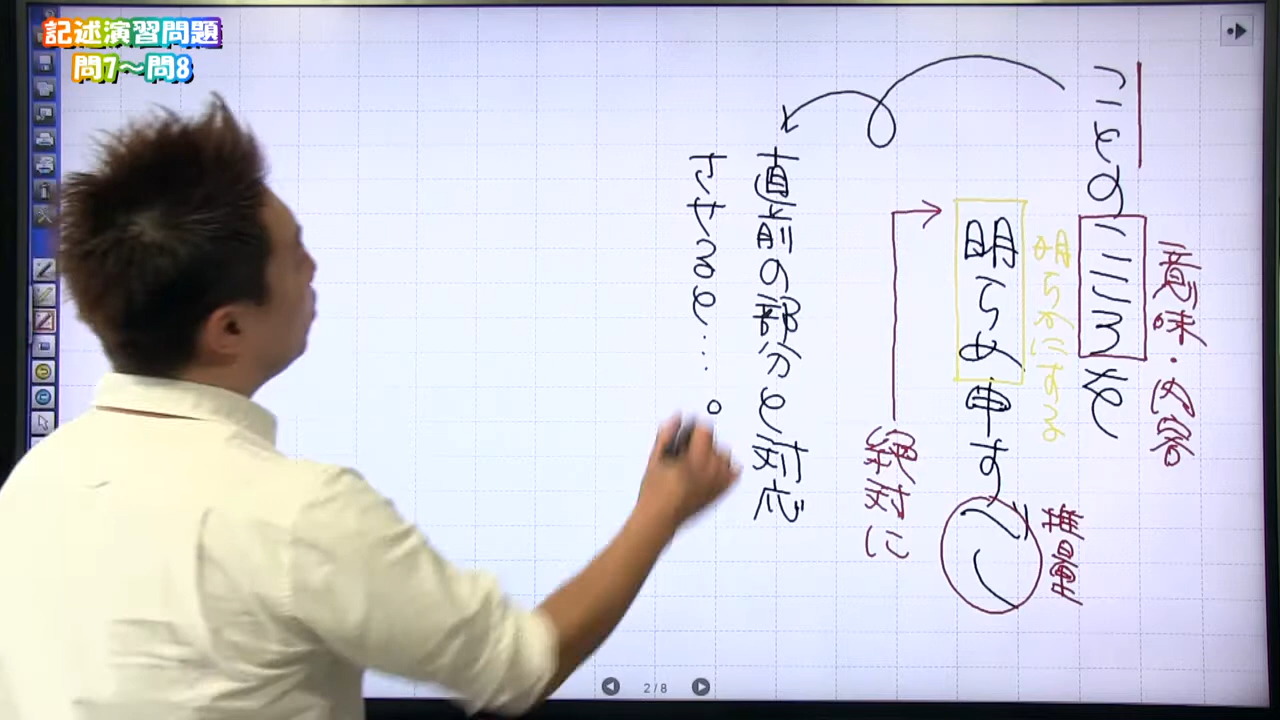 記述演習問題
問7〜問8
意味・内容
ことのこころを
明らかにする
推量
明らめ申すべし
絶対に
直前の部分と対応
させると…。
2 / 8